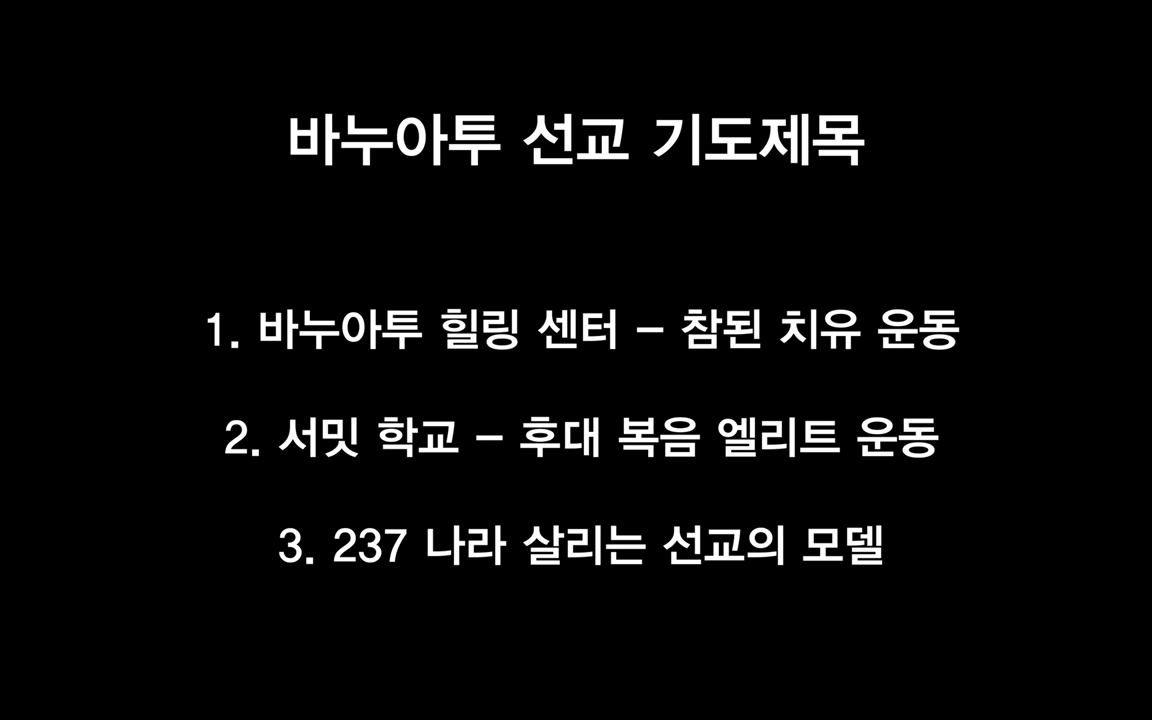 바누아투 선교 기도제목
1. 바누아투 힐링 센터 – 참된 치유 운동
2. 서밋 학교 – 후대 복음 엘리트 운동
3. 237 나라 살리는 선교의 모델